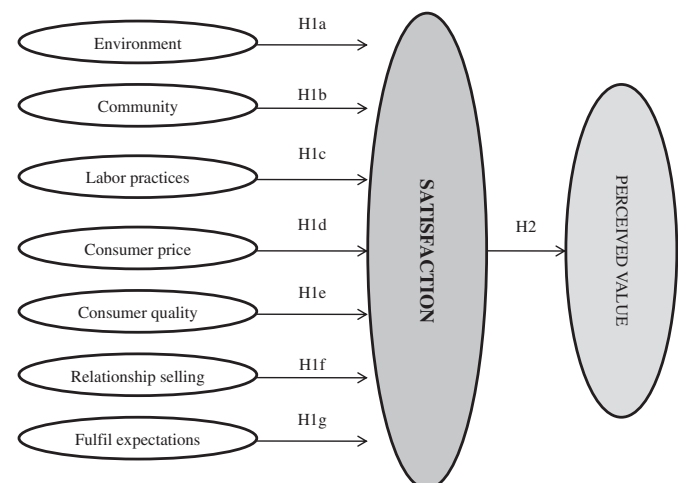 H1a
Environment
H1b
Community
H1c
Labor practices
H1d
Consumer price
H1e
Consumer quality
H1f
Relationship selling
H1g
Fulfil expectations
SATISFACTION
H2
PERCEIVED VALUE